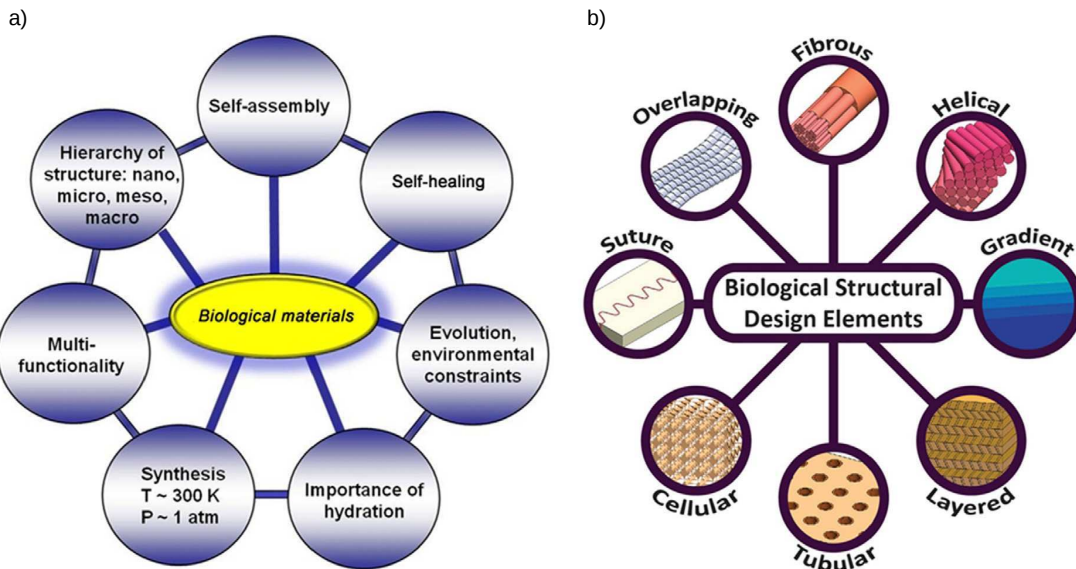 a)
Self-assembly
Self-healing
Evolution,
environmental
constraints
Importance of
hydration
Synthesis
T ~ 300 K
P ~ 1 atm
Multi-
functionality
Hierarchy of
structure: nano,
micro, meso,
macro
Biological materials
b)
Fibrous
Helical
Gradient
Layered
Tubular
Cellular
Suture
Overlapping
Biological Structural
Design Elements